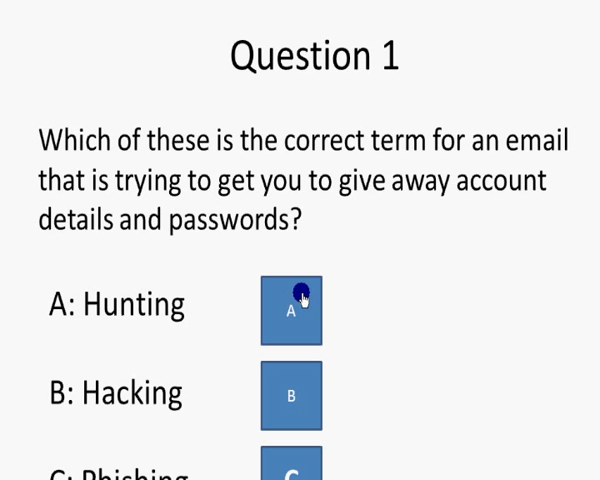 Question 1
Which of these is the correct term for an email
that is trying to get you to give away account
details and passwords?
A: Hunting
A
B: Hacking
B
C: Phishing
C